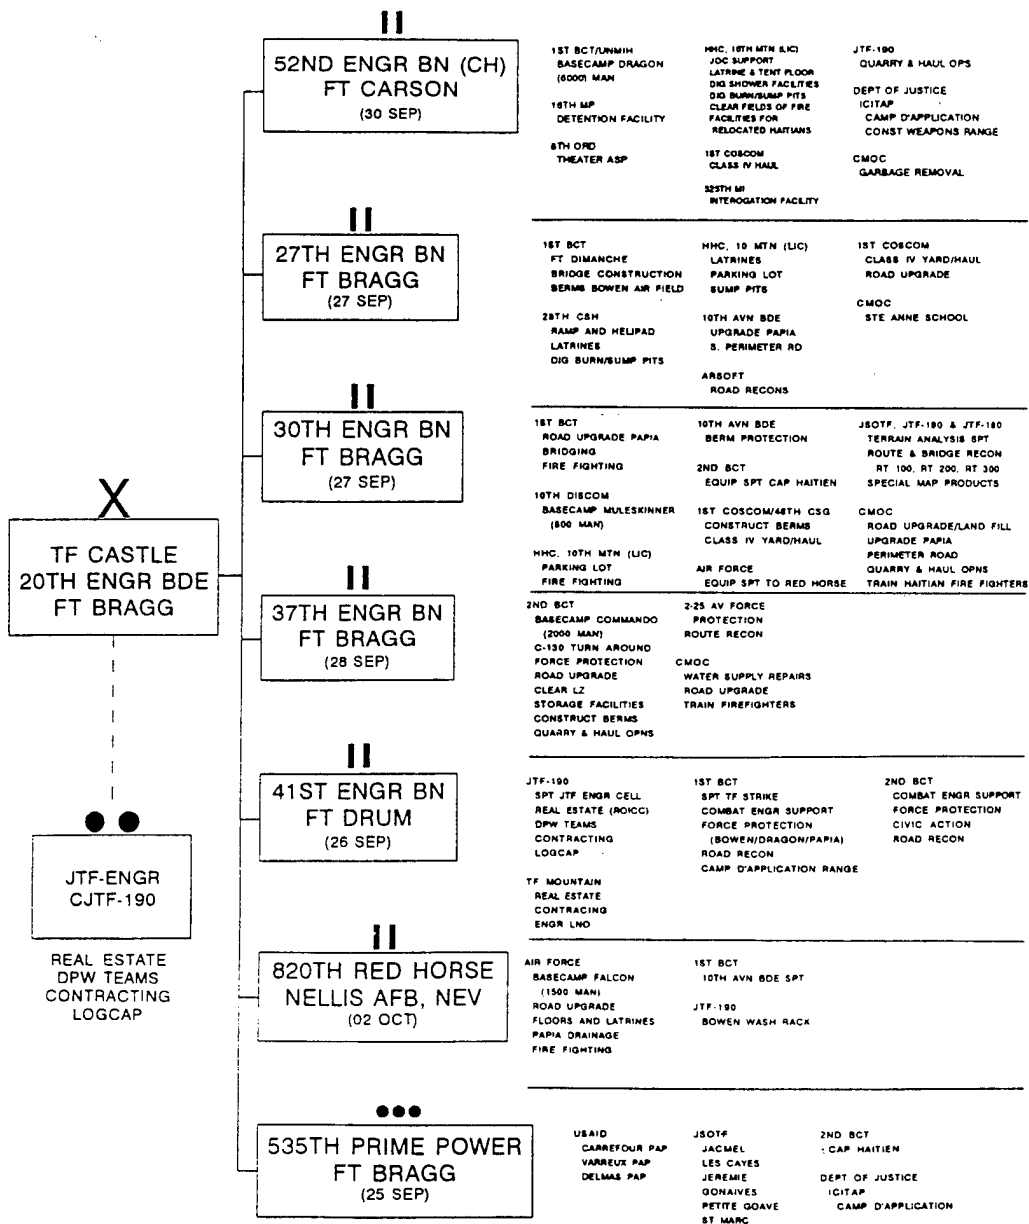 52ND ENGR BN (CH)
FT CARSON
(30 SEP)
1ST BCT/UNMIH
BASECAMP DRAGON
(6000) MAN
16TH MP
DETENTION FACILITY
8TH ORD
THEATER ASP
HHC, 10TH MTN (LIC)
JOC SUPPORT
LATRINE & TENT FLOOR
DIG SHOWER FACILITIES
DIG BURN/SUMP PITS
CLEAR FIELDS OF FIRE
FACILITIES FOR
RELOCATED HAITIANS
1ST COSCOM
CLASS IV HAUL
525TH MI
INTEROGATION FACILITY
JTF-190
QUARRY & HAUL OPS
DEPT OF JUSTICE
ICITAP
CAMP D'APPLICATION
CONST WEAPONS RANGE
CMOC
GARBAGE REMOVAL
27TH ENGR BN
FT BRAGG
(27 SEP)
1ST BCT
FT DIMANCHE
BRIDGE CONSTRUCTION
BERMS BOWEN AIR FIELD
28TH CSH
RAMP AND HELIPAD
LATRINES
DIG BURN/SUMP PITS
HHC, 10 MTN (LIC)
LATRINES
PARKING LOT
SUMP PITS
10TH AVN BDE
UPGRADE PAPIA
S. PERIMETER RD
ARSOFT
ROAD RECONS
1ST COSCOM
CLASS IV YARD/HAUL
ROAD UPGRADE
CMOC
STE ANNE SCHOOL
30TH ENGR BN
FT BRAGG
(27 SEP)
1ST BCT
ROAD UPGRADE PAPIA
BRIDGING
FIRE FIGHTING
10TH DISCOM
BASECAMP MULESKINNER
(800 MAN)
HHC, 10TH MTN (LIC)
PARKING LOT
FIRE FIGHTING
10TH AVN BDE
BERM PROTECTION
2ND BCT
EQUIP SPT CAP HAITIEN
1ST COSCOM/46TH CSG
CONSTRUCT BERMS
CLASS IV YARD/HAUL
AIR FORCE
EQUIP SPT TO RED HORSE
JSOTF, JTF-190 & JTF-180
TERRAIN ANALYSIS SPT
ROUTE & BRIDGE RECON
RT 100, RT 200, RT 300
SPECIAL MAP PRODUCTS
CMOC
ROAD UPGRADE/LAND FILL
UPGRADE PAPIA
PERIMETER ROAD
QUARRY & HAUL OPNS
TRAIN HAITIAN FIRE FIGHTERS
X
TF CASTLE
20TH ENGR BDE
FT BRAGG
37TH ENGR BN
FT BRAGG
(28 SEP)
2ND BCT
BASECAMP COMMANDO
(2000 MAN)
C-130 TURN AROUND
FORCE PROTECTION
ROAD UPGRADE
CLEAR LZ
STORAGE FACILITIES
CONSTRUCT BERMS
QUARRY & HAUL OPNS
2-25 AV FORCE
PROTECTION
ROUTE RECON
CMOC
WATER SUPPLY REPAIRS
ROAD UPGRADE
TRAIN FIREFIGHTERS
41ST ENGR BN
FT DRUM
(26 SEP)
JTF-190
SPT JTF ENGR CELL
REAL ESTATE (ROICC)
DPW TEAMS
CONTRACTING
LOGCAP
TF MOUNTAIN
REAL ESTATE
CONTRACING
ENGR LNO
1ST BCT
SPT TF STRIKE
COMBAT ENGR SUPPORT
FORCE PROTECTION
(BOWEN/DRAGON/PAPIA)
ROAD RECON
CAMP D'APPLICATION RANGE
2ND BCT
COMBAT ENGR SUPPORT
FORCE PROTECTION
CIVIC ACTION
ROAD RECON
JTF-ENGR
CJTF-190
REAL ESTATE
DPW TEAMS
CONTRACTING
LOGCAP
820TH RED HORSE
NELLIS AFB, NEV
(02 OCT)
AIR FORCE
BASECAMP FALCON
(1500 MAN)
ROAD UPGRADE
FLOORS AND LATRINES
PAPIA DRAINAGE
FIRE FIGHTING
1ST BCT
10TH AVN BDE SPT
JTF-190
BOWEN WASH RACK
535TH PRIME POWER
FT BRAGG
(25 SEP)
USAID
CARREFOUR PAP
VARREUX PAP
DELMAS PAP
JSOTF
JACMEL
LES CAYES
JEREMIE
GONAIVES
PETITE GOAVE
ST MARC
2ND BCT
CAP HAITIEN
DEPT OF JUSTICE
ICITAP
CAMP D'APPLICATION